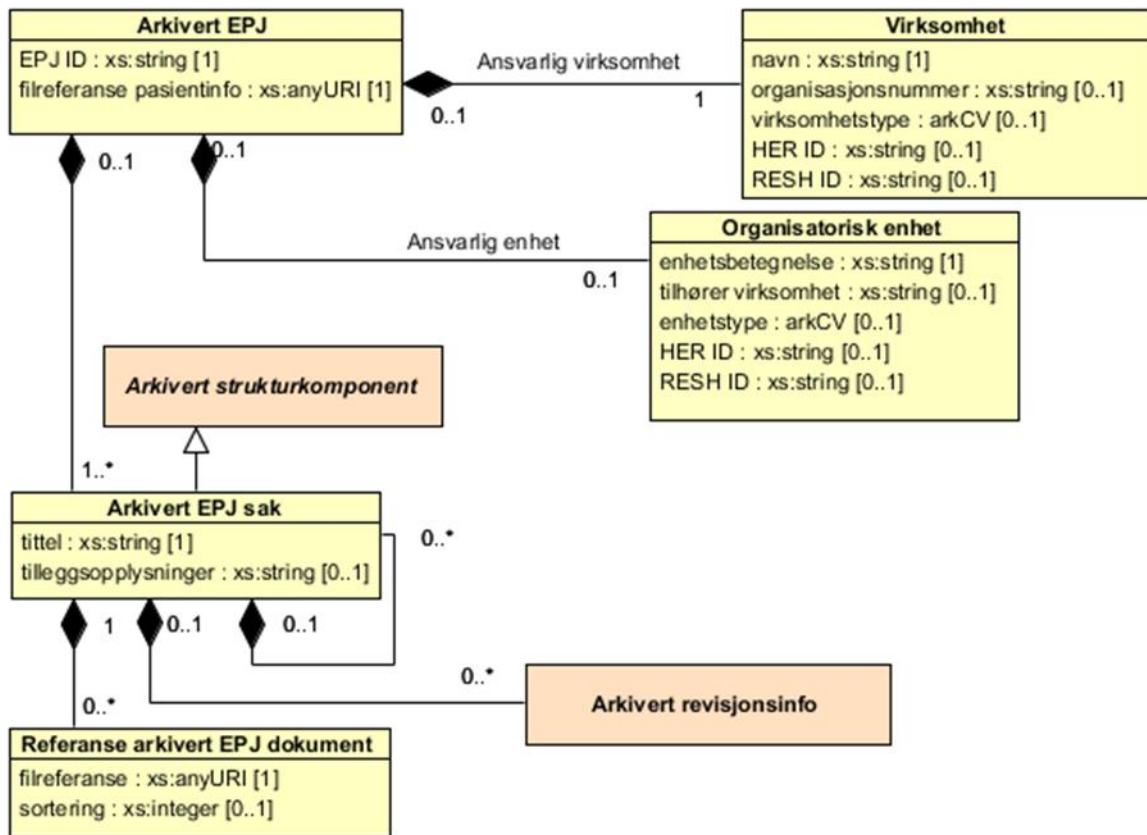 Arkivert EPJ
EPJ ID : xs:string [1]
filreferanse pasientinfo : xs:anyURI [1]
Ansvarlig virksomhet
0..1
1
Virksomhet
navn : xs:string [1]
organisasjonsnummer : xs:string [0..1]
virksomhetstype : arkCV [0..1]
HER ID : xs:string [0..1]
RESH ID : xs:string [0..1]
0..1
0..1
Ansvarlig enhet
0..1
Organisatorisk enhet
enhetsbetegnelse : xs:string [1]
tilhører virksomhet : xs:string [0..1]
enhetstype : arkCV [0..1]
HER ID : xs:string [0..1]
RESH ID : xs:string [0..1]
Arkivert strukturkomponent
1..*
Arkivert EPJ sak
tittel : xs:string [1]
tilleggsopplysninger : xs:string [0..1]
0..*
1
0..1
0..1
0..*
0..*
Arkivert revisjonsinfo
Referanse arkivert EPJ dokument
filreferanse : xs:anyURI [1]
sortering : xs:integer [0..1]